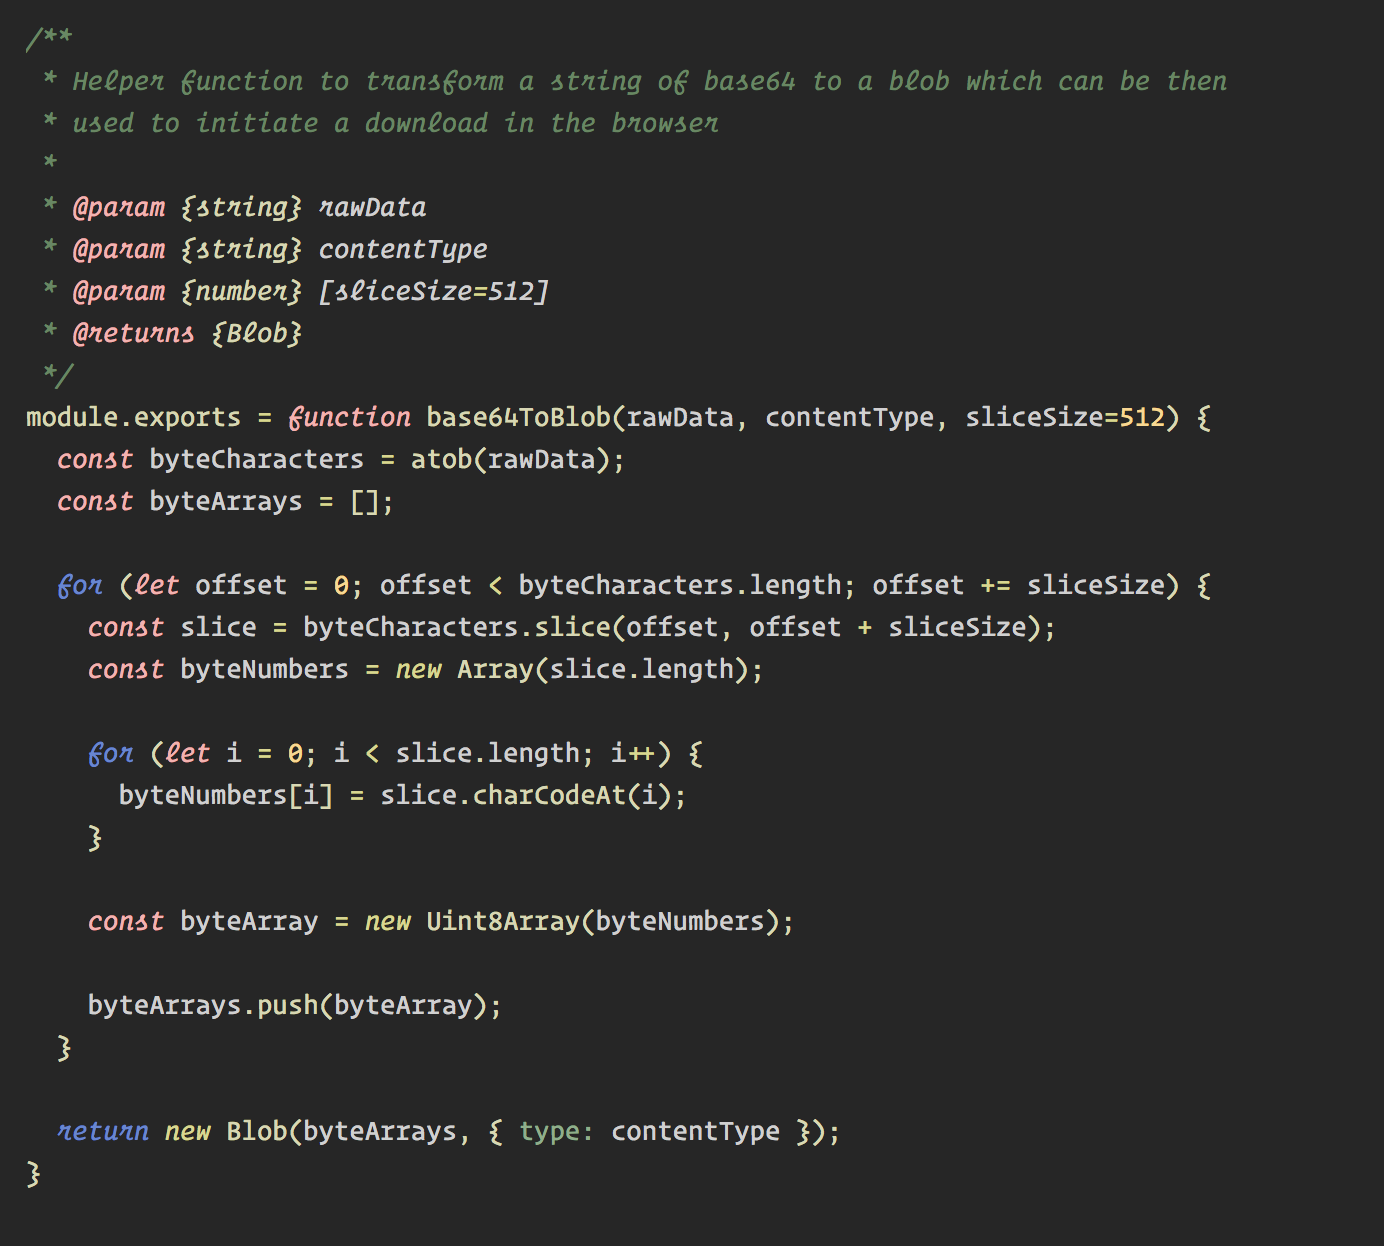 /**
 * Helper function to transform a string of base64 to a blob which can be then
 * used to initiate a download in the browser
 *
 * @param {string} rawData
 * @param {string} contentType
 * @param {number} [sliceSize=512]
 * @returns {Blob}
 */
module.exports = function base64ToBlob(rawData, contentType, sliceSize=512) {
  const byteCharacters = atob(rawData);
  const byteArrays = [];

  for (let offset = 0; offset < byteCharacters.length; offset += sliceSize) {
    const slice = byteCharacters.slice(offset, offset + sliceSize);
    const byteNumbers = new Array(slice.length);

    for (let i = 0; i < slice.length; i++) {
      byteNumbers[i] = slice.charCodeAt(i);
    }

    const byteArray = new Uint8Array(byteNumbers);

    byteArrays.push(byteArray);
  }

  return new Blob(byteArrays, { type: contentType });
}